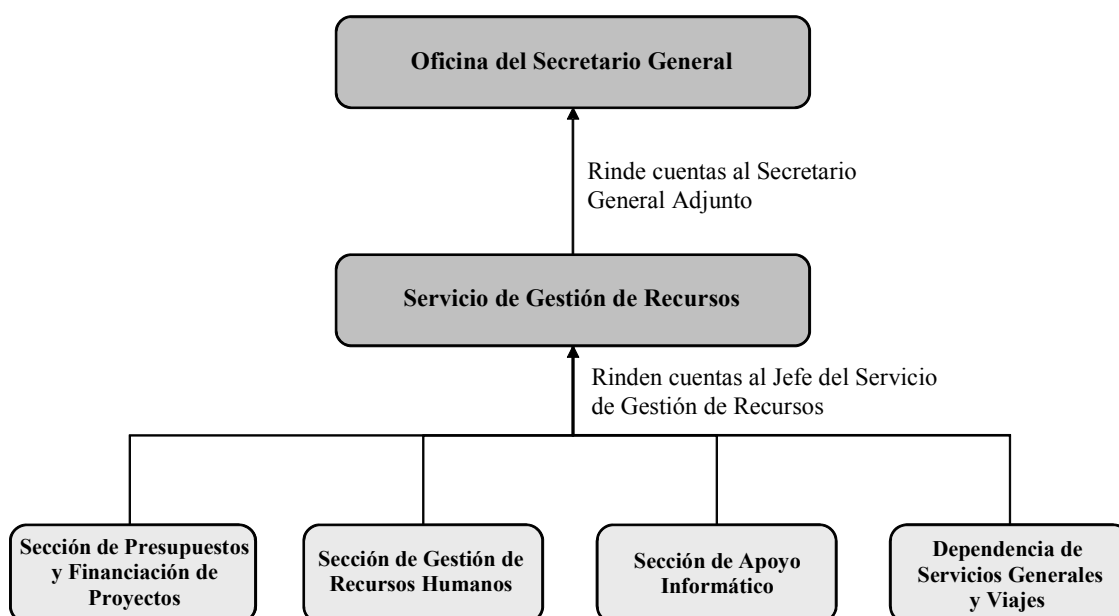 Oficina del Secretario General
Rinde cuentas al Secretario
General Adjunto
Servicio de Gestión de Recursos
Rinden cuentas al Jefe del Servicio
de Gestión de Recursos
Sección de Presupuestos
y Financiación de
Proyectos
Sección de Gestión de
Recursos Humanos
Sección de Apoyo
Informático
Dependencia de
Servicios Generales
y Viajes